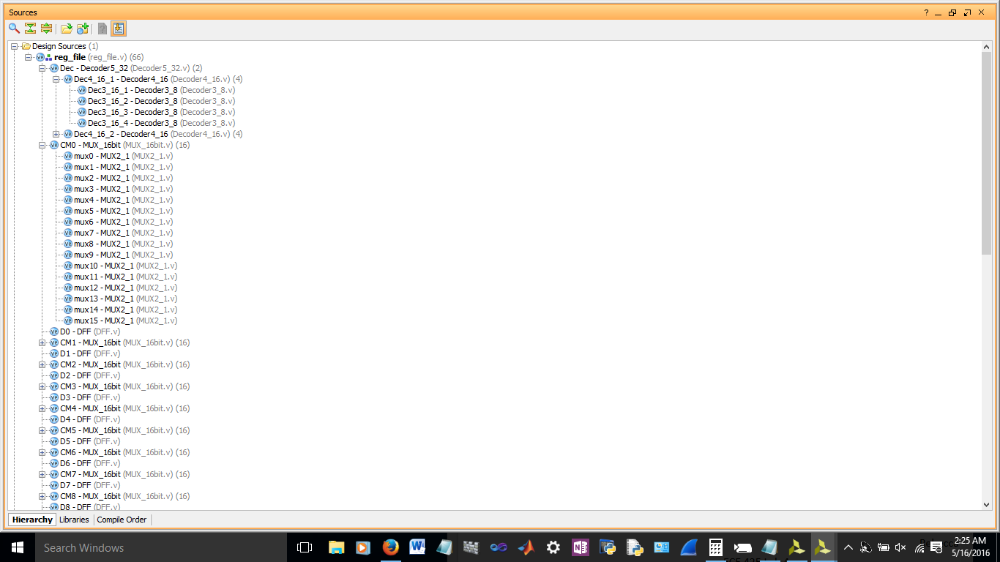 Sources
Design Sources (1)
reg_file (reg_file.v) (66)
Dec - Decoder5_32 (Decoder5_32.v) (2)
Dec4_16_1 - Decoder4_16 (Decoder4_16.v) (4)
Dec3_16_1 - Decoder3_8 (Decoder3_8.v)
Dec3_16_2 - Decoder3_8 (Decoder3_8.v)
Dec3_16_3 - Decoder3_8 (Decoder3_8.v)
Dec3_16_4 - Decoder3_8 (Decoder3_8.v)
Dec4_16_2 - Decoder4_16 (Decoder4_16.v) (4)
CM0 - MUX_16bit (MUX_16bit.v) (16)
mux0 - MUX2_1 (MUX2_1.v)
mux1 - MUX2_1 (MUX2_1.v)
mux2 - MUX2_1 (MUX2_1.v)
mux3 - MUX2_1 (MUX2_1.v)
mux4 - MUX2_1 (MUX2_1.v)
mux5 - MUX2_1 (MUX2_1.v)
mux6 - MUX2_1 (MUX2_1.v)
mux7 - MUX2_1 (MUX2_1.v)
mux8 - MUX2_1 (MUX2_1.v)
mux9 - MUX2_1 (MUX2_1.v)
mux10 - MUX2_1 (MUX2_1.v)
mux11 - MUX2_1 (MUX2_1.v)
mux12 - MUX2_1 (MUX2_1.v)
mux13 - MUX2_1 (MUX2_1.v)
mux14 - MUX2_1 (MUX2_1.v)
mux15 - MUX2_1 (MUX2_1.v)
D0 - DFF (DFF.v)
CM1 - MUX_16bit (MUX_16bit.v) (16)
D1 - DFF (DFF.v)
CM2 - MUX_16bit (MUX_16bit.v) (16)
D2 - DFF (DFF.v)
CM3 - MUX_16bit (MUX_16bit.v) (16)
D3 - DFF (DFF.v)
CM4 - MUX_16bit (MUX_16bit.v) (16)
D4 - DFF (DFF.v)
CM5 - MUX_16bit (MUX_16bit.v) (16)
D5 - DFF (DFF.v)
CM6 - MUX_16bit (MUX_16bit.v) (16)
D6 - DFF (DFF.v)
CM7 - MUX_16bit (MUX_16bit.v) (16)
D7 - DFF (DFF.v)
CM8 - MUX_16bit (MUX_16bit.v) (16)
D8 - DFF (DFF.v)
Hierarchy Libraries Compile Order
Search Windows
2:25 AM
5/16/2016